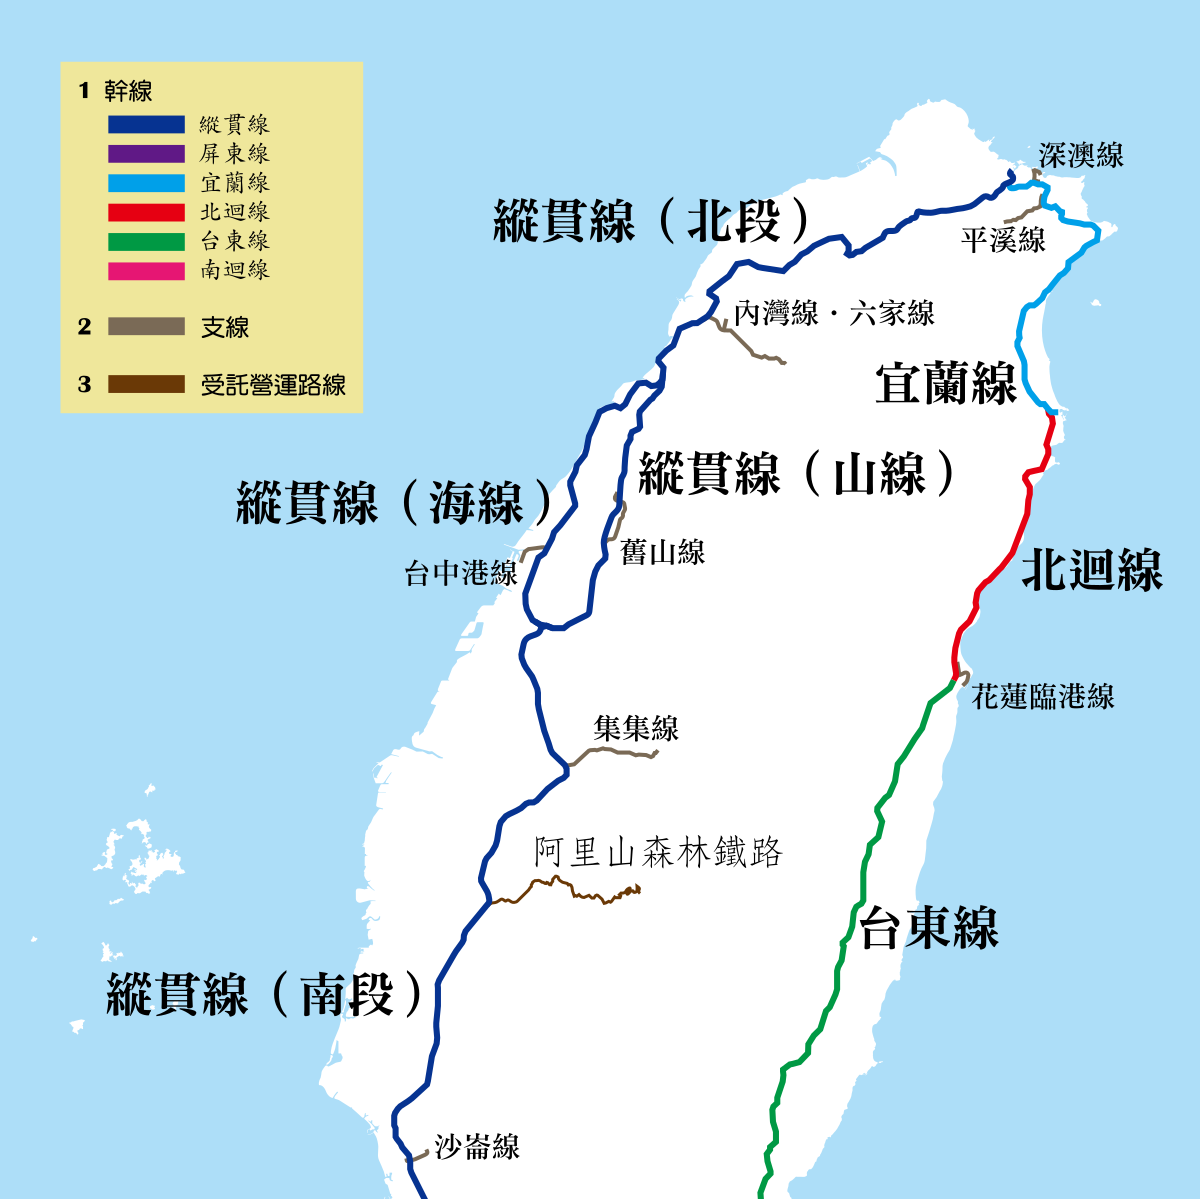 1 幹線
縱貫線
屏東線
宜蘭線
北迴線
台東線
南迴線
2 支線
3 受託營運路線
深澳線
縱貫線（北段）
平溪線
內灣線．六家線
宜蘭線
縱貫線（山線）
縱貫線（海線）
舊山線
台中港線
北迴線
花蓮臨港線
集集線
阿里山森林鐵路
台東線
縱貫線（南段）
沙崙線